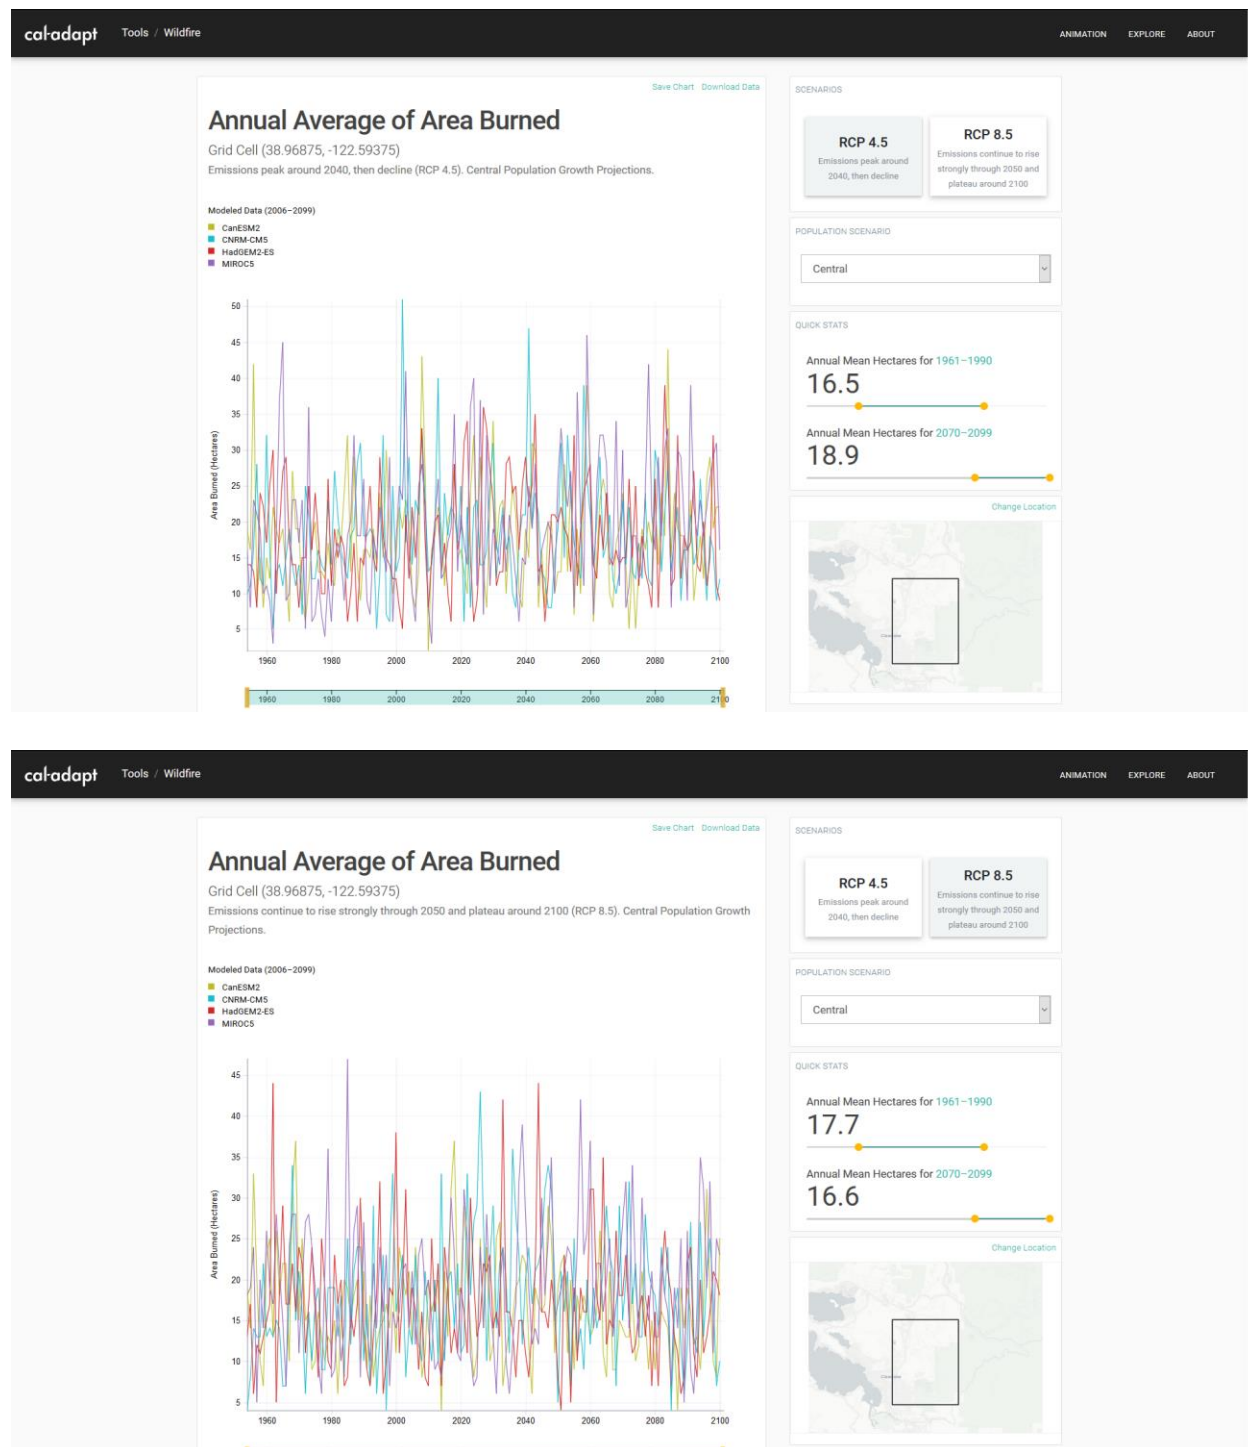 cal-adapt Tools / Wildfire ANIMATION EXPLORE ABOUT
Save Chart Download Data
Annual Average of Area Burned
Grid Cell (38.96875, -122.59375)
Emissions peak around 2040, then decline (RCP 4.5). Central Population Growth Projections.
Modeled Data (2006–2099)
CanESM2
CNRM-CM5
HadGEM2-ES
MIROC5
50
45
40
35
30
25
20
15
10
5
Area Burned (Hectares)
1960 1980 2000 2020 2040 2060 2080 2100
1960 1980 2000 2020 2040 2060 2080 2100
SCENARIOS
RCP 4.5
Emissions peak around
2040, then decline
RCP 8.5
Emissions continue to rise
strongly through 2050 and
plateau around 2100
POPULATION SCENARIO
Central
QUICK STATS
Annual Mean Hectares for 1961–1990
16.5
Annual Mean Hectares for 2070–2099
18.9
Change Location
cal-adapt Tools / Wildfire ANIMATION EXPLORE ABOUT
Save Chart Download Data
Annual Average of Area Burned
Grid Cell (38.96875, -122.59375)
Emissions continue to rise strongly through 2050 and plateau around 2100 (RCP 8.5). Central Population Growth
Projections.
Modeled Data (2006–2099)
CanESM2
CNRM-CM5
HadGEM2-ES
MIROC5
45
40
35
30
25
20
15
10
5
Area Burned (Hectares)
1960 1980 2000 2020 2040 2060 2080 2100
SCENARIOS
RCP 4.5
Emissions peak around
2040, then decline
RCP 8.5
Emissions continue to rise
strongly through 2050 and
plateau around 2100
POPULATION SCENARIO
Central
QUICK STATS
Annual Mean Hectares for 1961–1990
17.7
Annual Mean Hectares for 2070–2099
16.6
Change Location